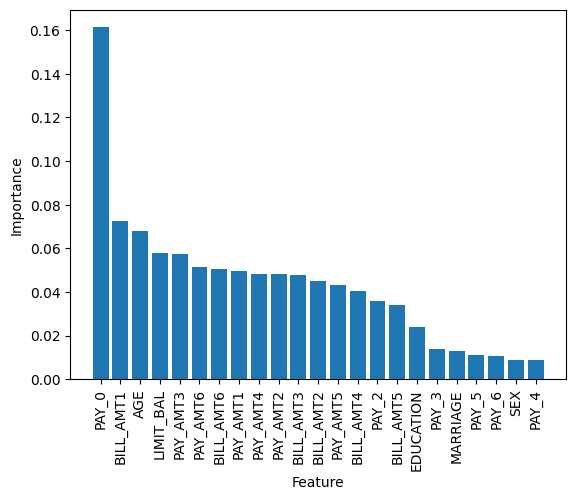 0.16
0.14
0.12
0.10
0.08
0.06
0.04
0.02
0.00
Importance
PAY_0
BILL_AMT1
AGE
LIMIT_BAL
PAY_AMT3
PAY_AMT6
BILL_AMT6
PAY_AMT1
PAY_AMT4
PAY_AMT2
BILL_AMT3
BILL_AMT2
PAY_AMT5
BILL_AMT4
PAY_2
BILL_AMT5
EDUCATION
PAY_3
MARRIAGE
PAY_5
PAY_6
SEX
PAY_4
Feature